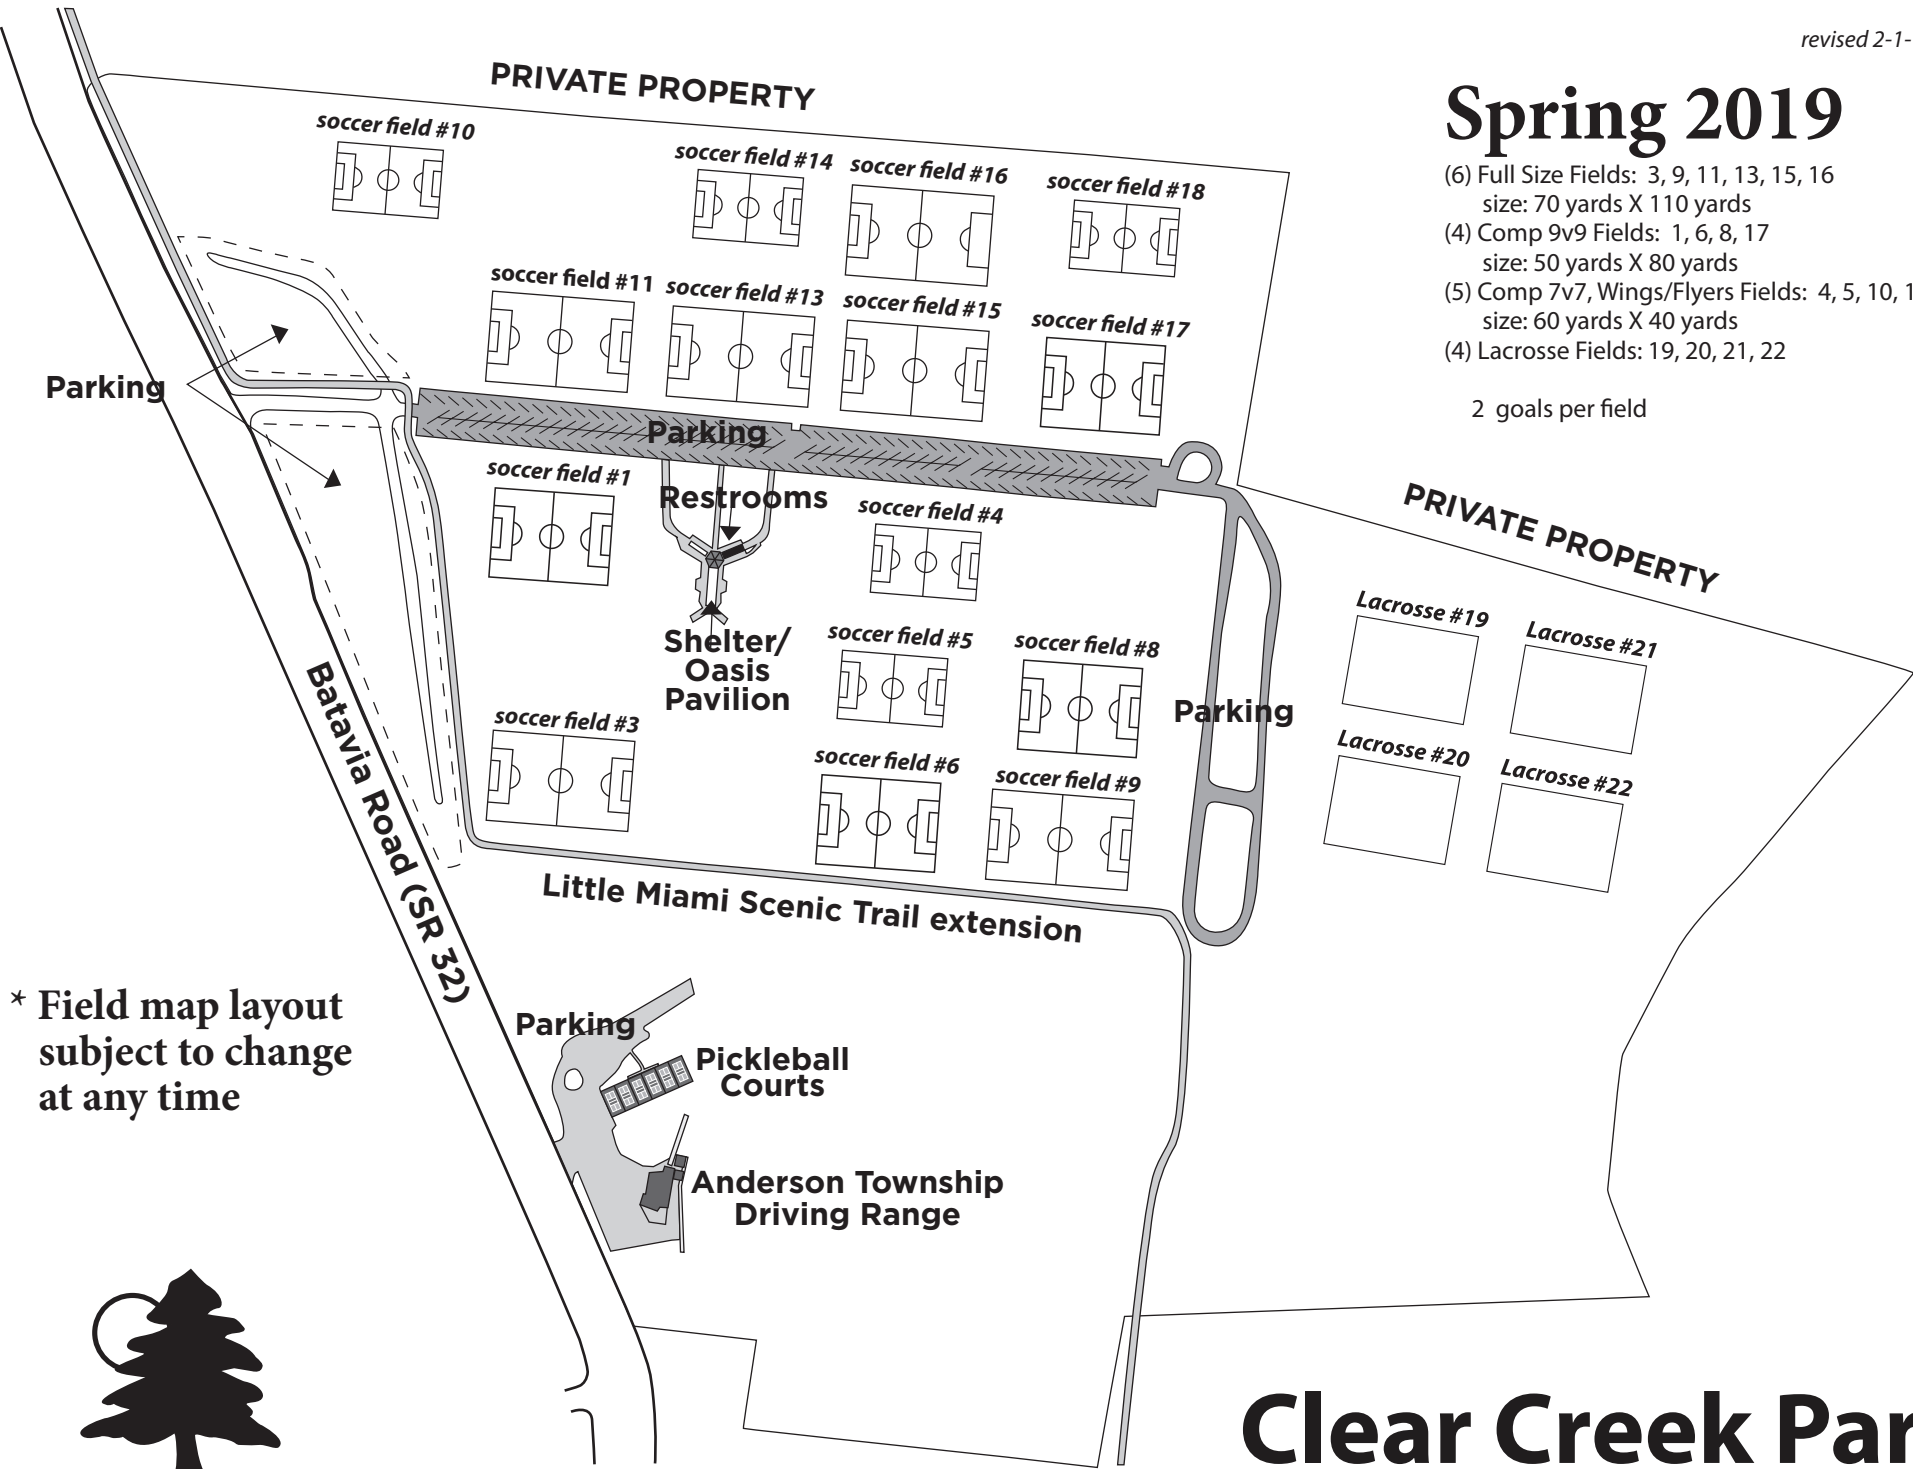 revised 2-1-
Spring 2019
(6) Full Size Fields: 3, 9, 11, 13, 15, 16
size: 70 yards X 110 yards
(4) Comp 9v9 Fields: 1, 6, 8, 17
size: 50 yards X 80 yards
(5) Comp 7v7, Wings/Flyers Fields: 4, 5, 10, 1
size: 60 yards X 40 yards
(4) Lacrosse Fields: 19, 20, 21, 22
2 goals per field
PRIVATE PROPERTY
soccer field #10
soccer field #14
soccer field #16
soccer field #18
soccer field #11
soccer field #13
soccer field #15
soccer field #17
Parking
Parking
soccer field #1
Restrooms
soccer field #4
PRIVATE PROPERTY
Shelter/
Oasis
Pavilion
soccer field #5
soccer field #8
Lacrosse #19
Lacrosse #21
Parking
soccer field #3
soccer field #6
soccer field #9
Lacrosse #20
Lacrosse #22
Batavia Road (SR 32)
Little Miami Scenic Trail extension
* Field map layout
subject to change
at any time
Parking
Pickleball
Courts
Anderson Township
Driving Range
Clear Creek Par